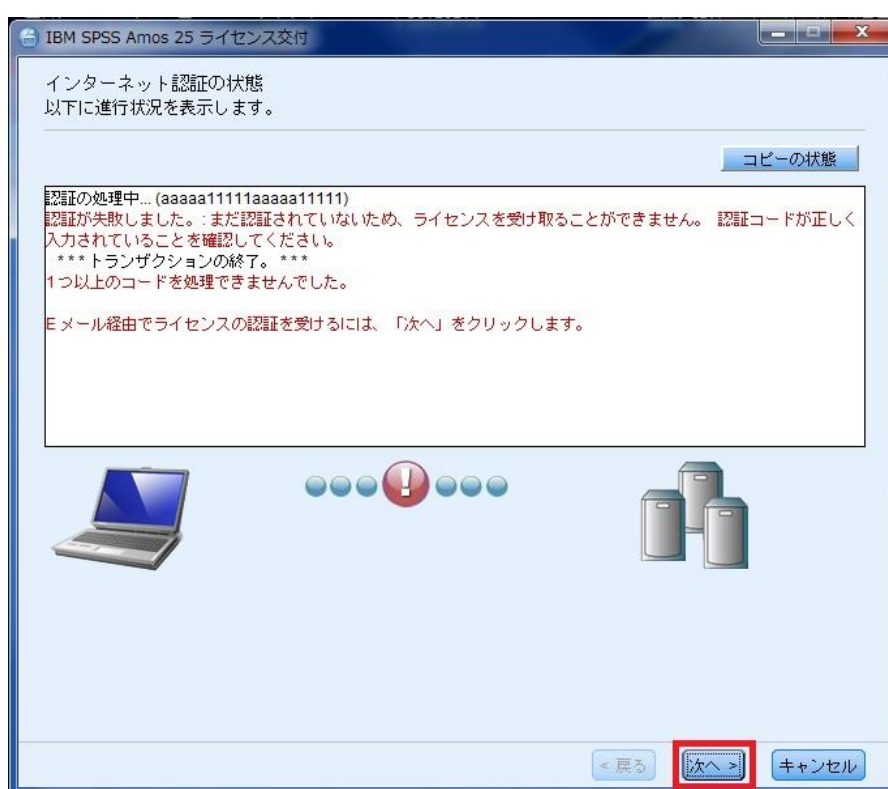 IBM SPSS Amos 25 ライセンス交付
インターネット認証の状態
以下に進行状況を表示します。
コピーの状態
認証の処理中... (aaaaa11111aaaaa11111)
認証が失敗しました。: まだ認証されていないため、ライセンスを受け取ることができません。 認証コードが正しく
入力されていることを確認してください。
*** トランザクションの終了。 ***
1つ以上のコードを処理できませんでした。
E メール経由でライセンスの認証を受けるには、「次へ」をクリックします。
< 戻る
次へ >
キャンセル